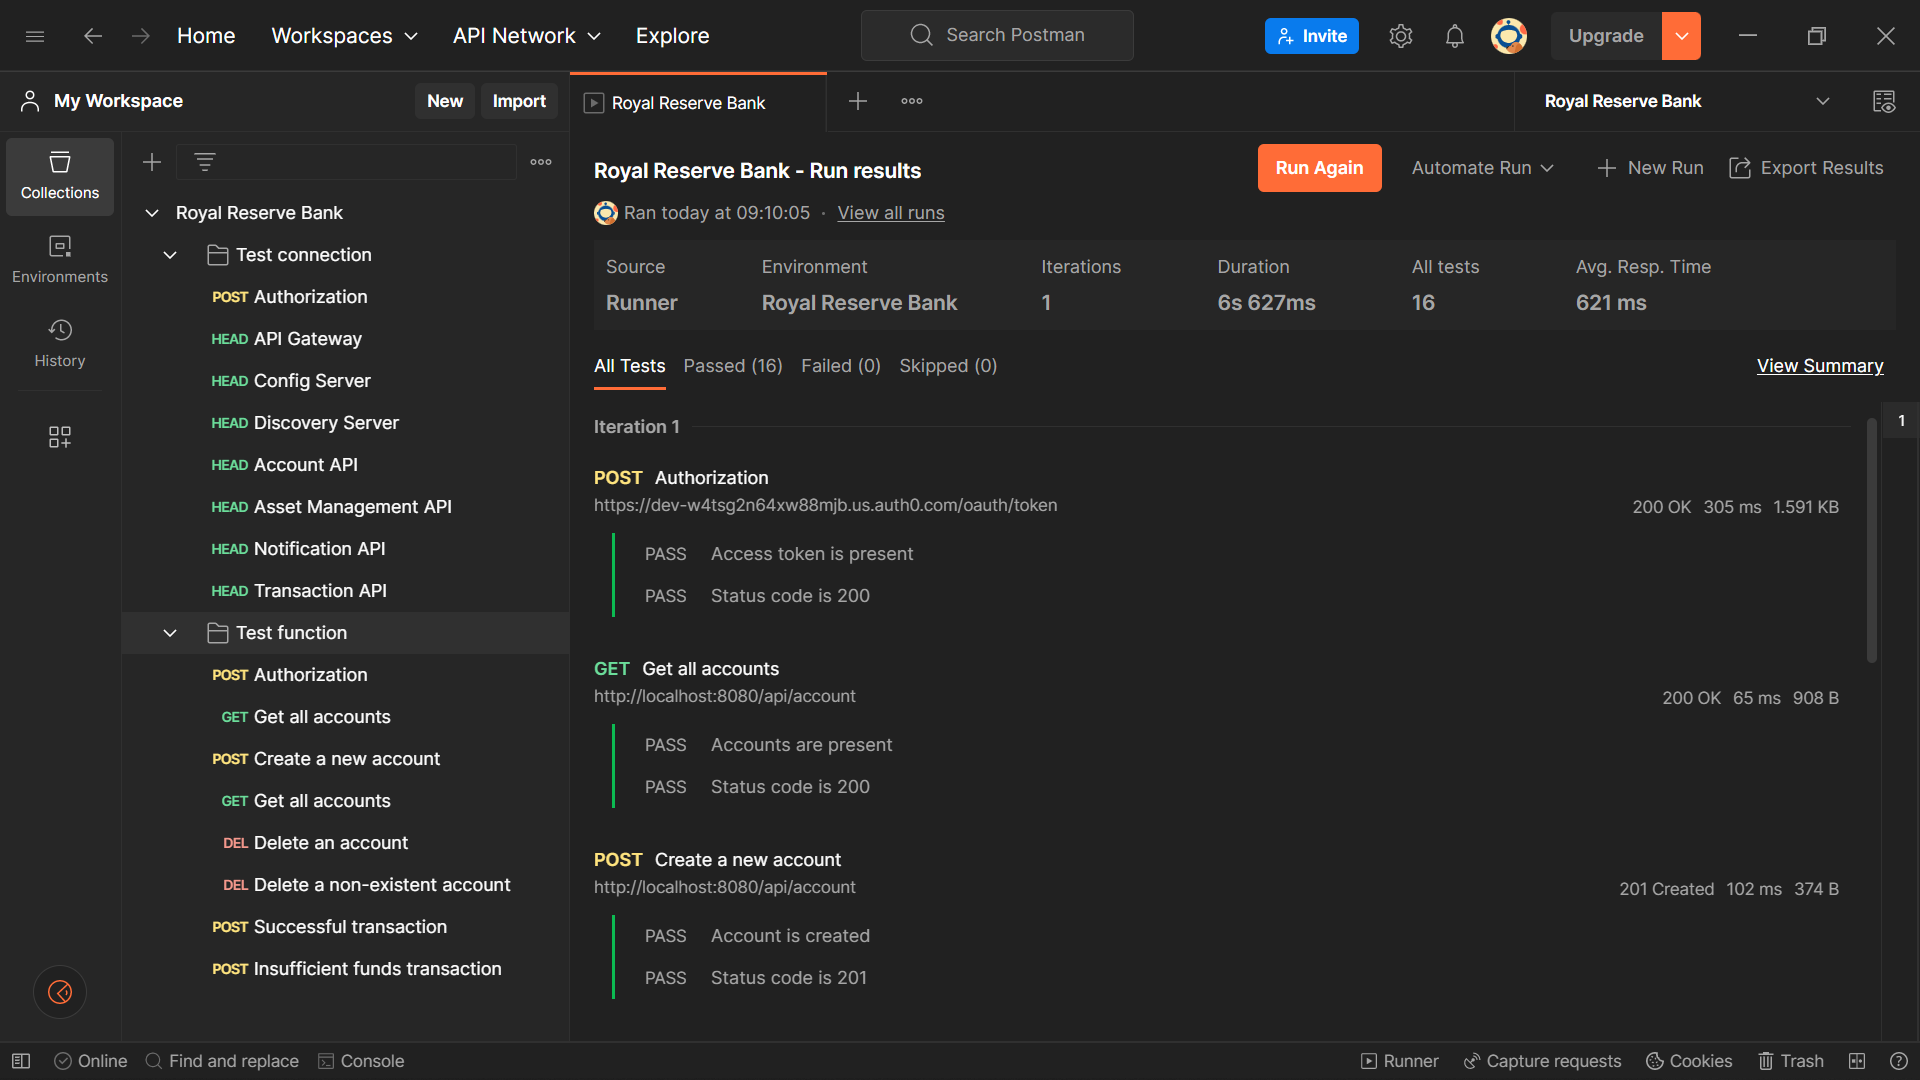 Home Workspaces API Network Explore Search Postman Invite Upgrade
My Workspace New Import Royal Reserve Bank Royal Reserve Bank
Collections
Environments
History
Royal Reserve Bank
Test connection
POST Authorization
HEAD API Gateway
HEAD Config Server
HEAD Discovery Server
HEAD Account API
HEAD Asset Management API
HEAD Notification API
HEAD Transaction API
Test function
POST Authorization
GET Get all accounts
POST Create a new account
GET Get all accounts
DEL Delete an account
DEL Delete a non-existent account
POST Successful transaction
POST Insufficient funds transaction
Royal Reserve Bank - Run results Run Again Automate Run New Run Export Results
Ran today at 09:10:05 · View all runs
Source Environment Iterations Duration All tests Avg. Resp. Time
Runner Royal Reserve Bank 1 6s 627ms 16 621 ms
All Tests Passed (16) Failed (0) Skipped (0) View Summary
Iteration 1 1
POST Authorization
https://dev-w4tsg2n64xw88mjb.us.auth0.com/oauth/token 200 OK 305 ms 1.591 KB
PASS Access token is present
PASS Status code is 200
GET Get all accounts
http://localhost:8080/api/account 200 OK 65 ms 908 B
PASS Accounts are present
PASS Status code is 200
POST Create a new account
http://localhost:8080/api/account 201 Created 102 ms 374 B
PASS Account is created
PASS Status code is 201
Online Find and replace Console Runner Capture requests Cookies Trash